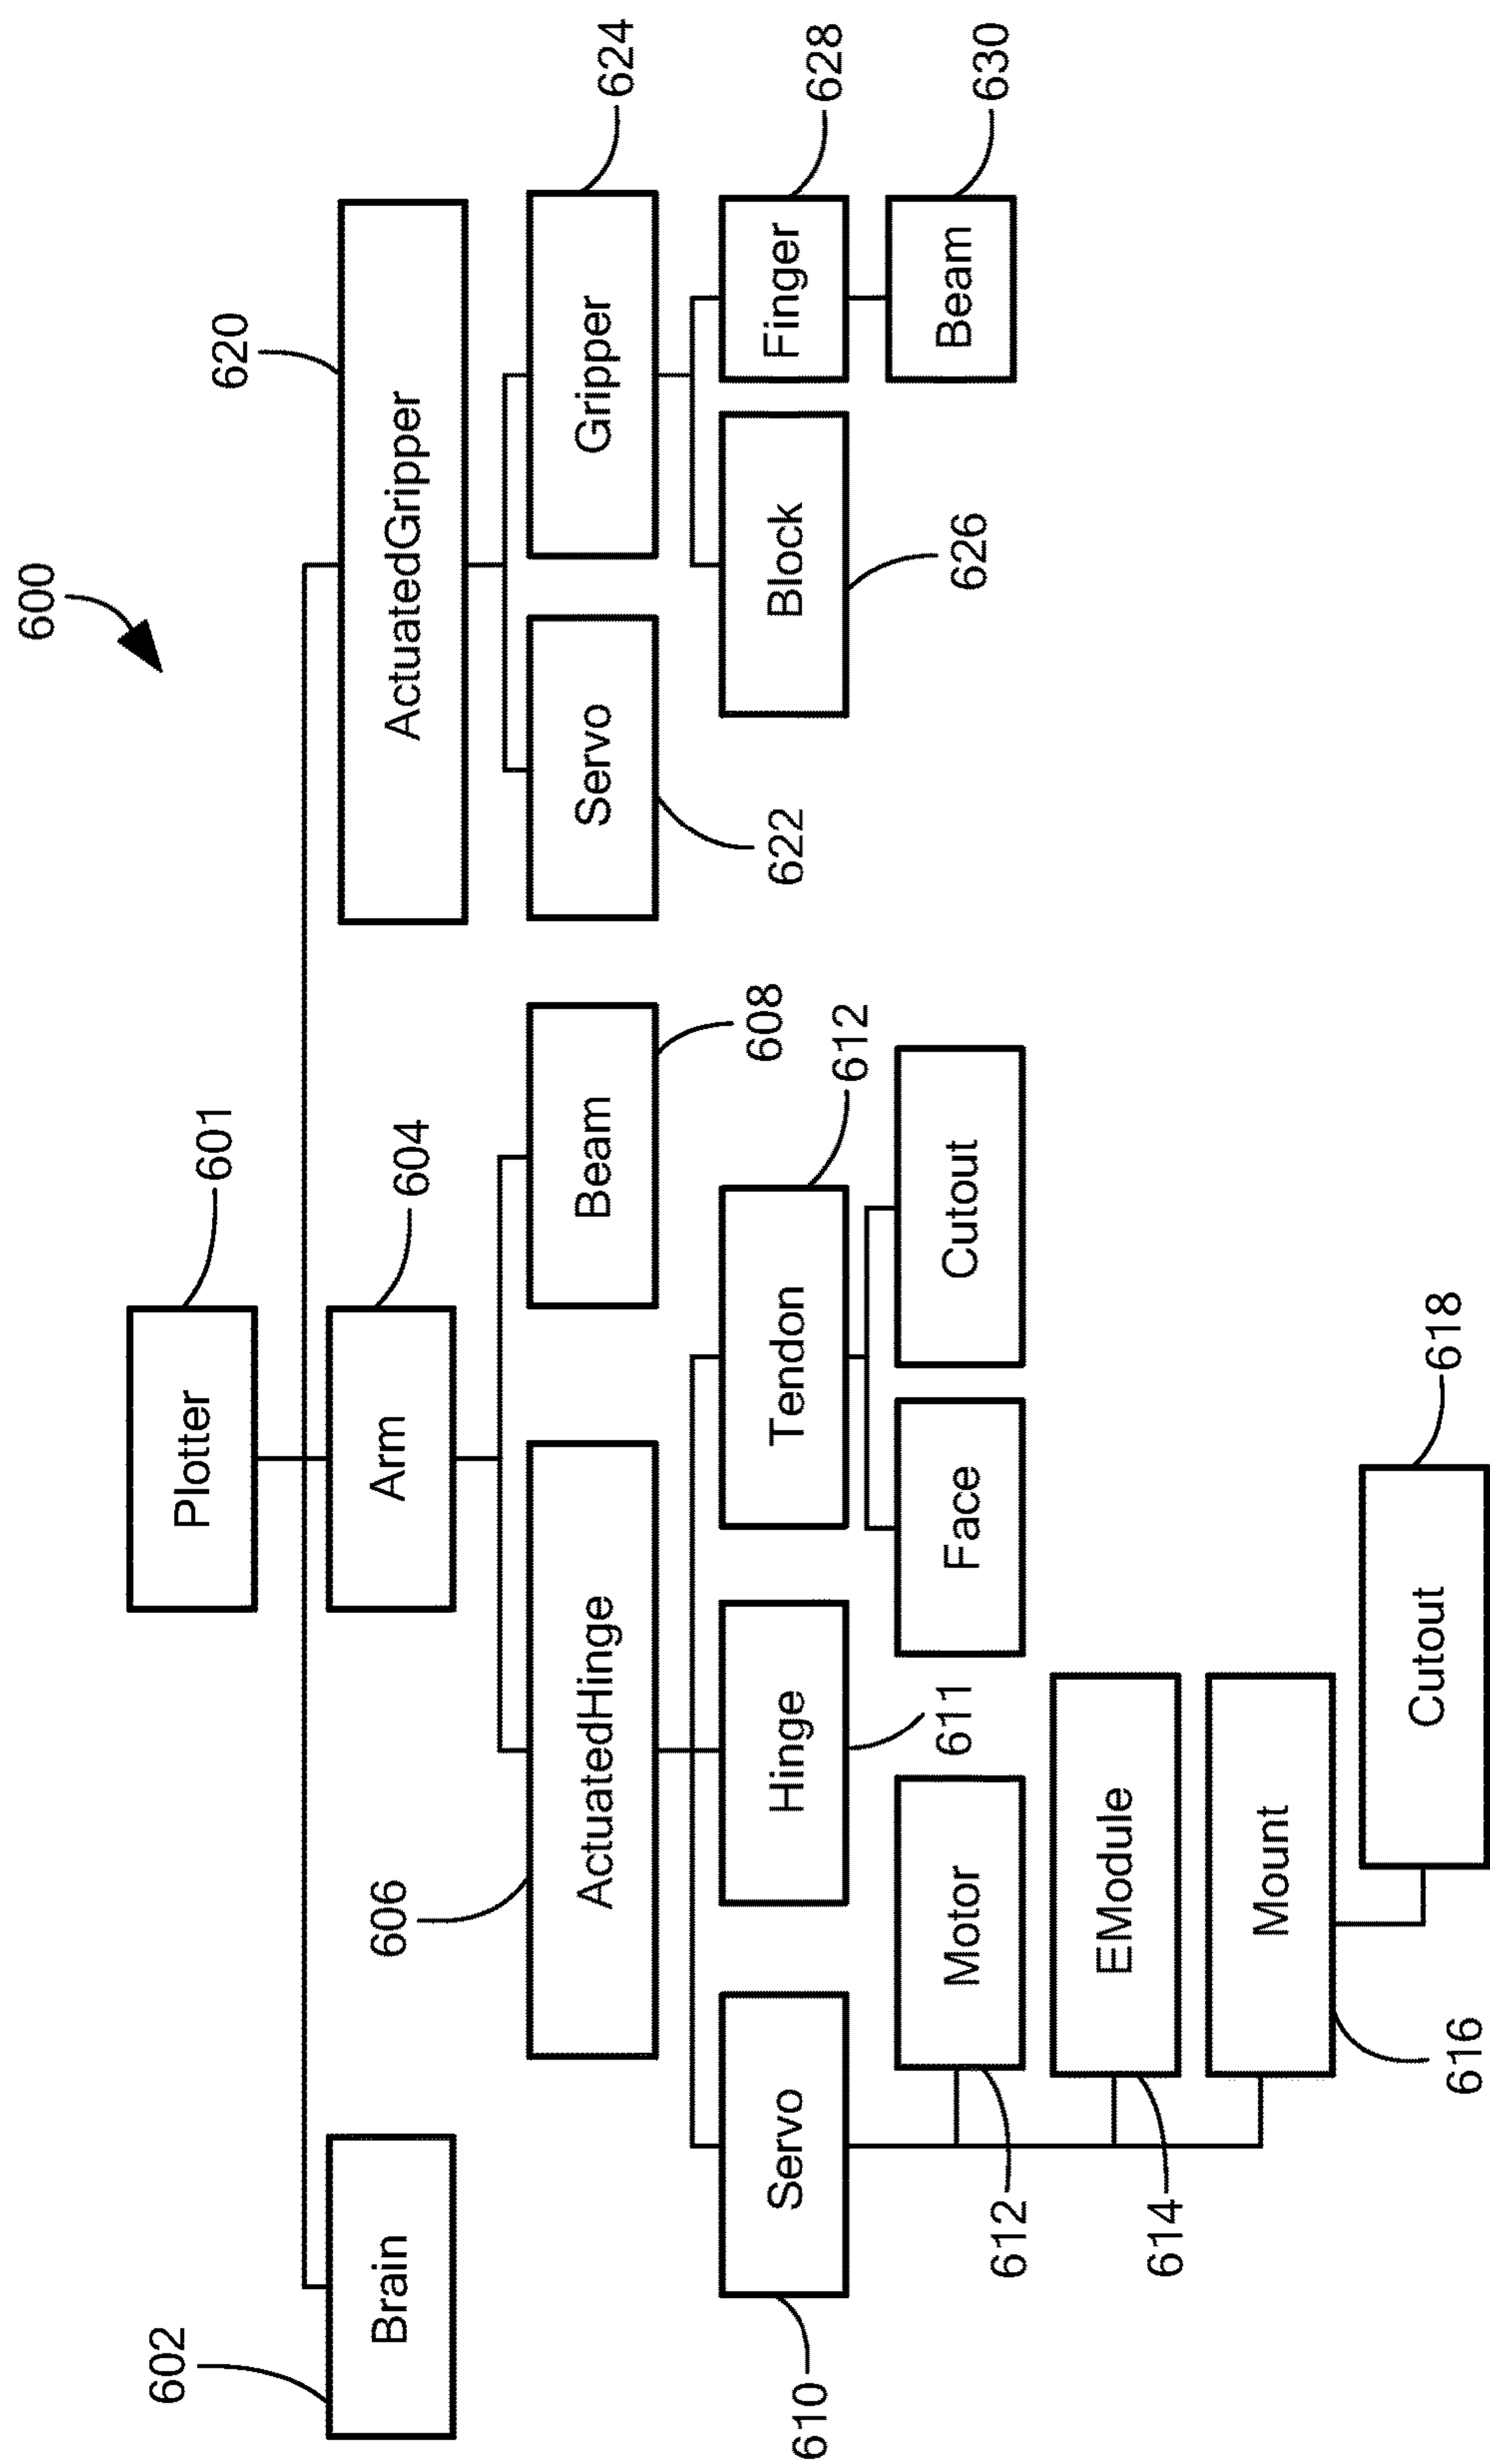 600
Plotter
601
Brain
602
Arm
604
ActuatedGripper
620
ActuatedHinge
606
Beam
608
Servo
622
Gripper
624
Servo
610
Hinge
611
Tendon
612
Block
626
Finger
628
Motor
612
Face
Cutout
Beam
630
EModule
614
Mount
616
Cutout
618